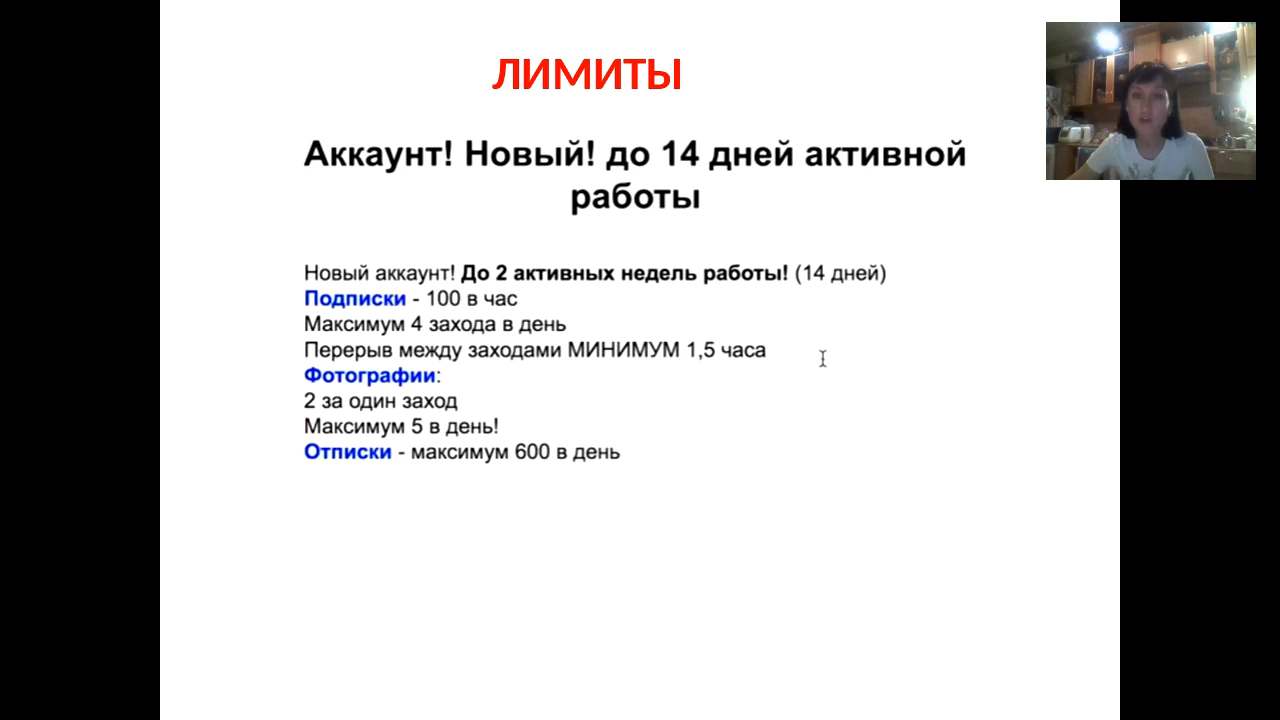 ЛИМИТЫ
Аккаунт! Новый! до 14 дней активной
работы
Новый аккаунт! До 2 активных недель работы! (14 дней)
Подписки - 100 в час
Максимум 4 захода в день
Перерыв между заходами МИНИМУМ 1,5 часа
Фотографии:
2 за один заход
Максимум 5 в день!
Отписки - максимум 600 в день